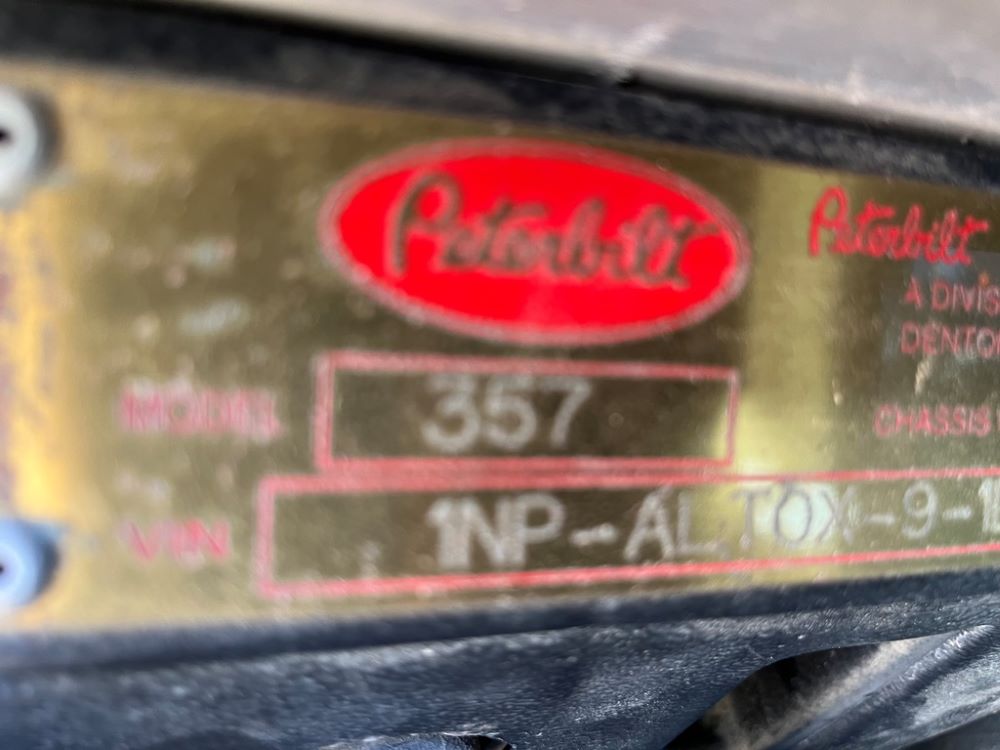 Peterbilt
Peterbilt
A DIVIS
DENTO
CHASSIS
MODEL 357
VIN 1NP-ALTOX-9-1